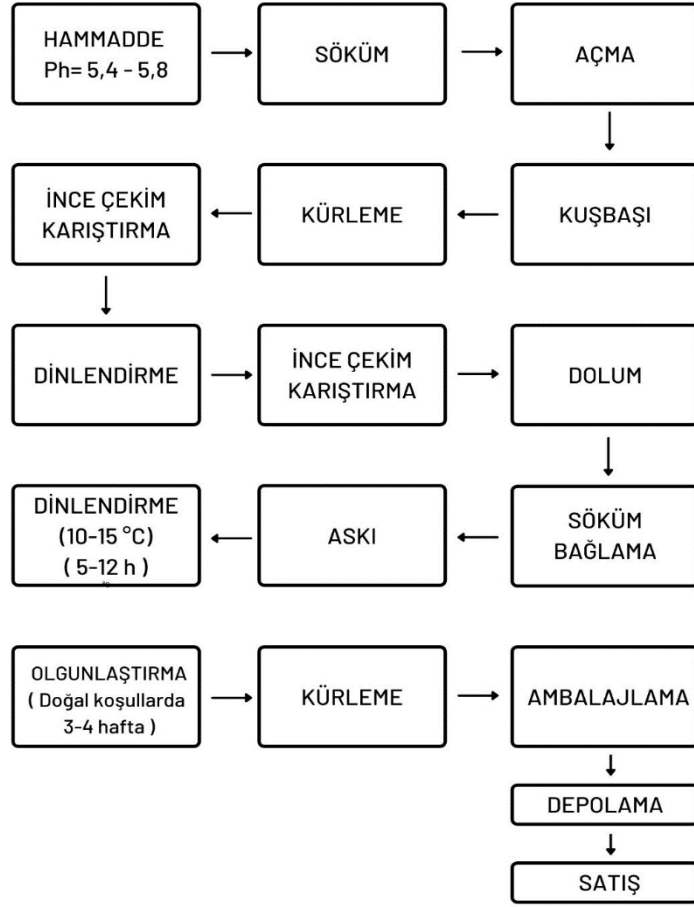 HAMMADDE
Ph= 5,4 - 5,8
SÖKÜM
AÇMA
KUŞBAŞI
KÜRLEME
İNCE ÇEKİM
KARIŞTIRMA
DİNLENDİRME
İNCE ÇEKİM
KARIŞTIRMA
DOLUM
SÖKÜM
BAĞLAMA
ASKI
DİNLENDİRME
(10-15 °C)
( 5-12 h )
OLGUNLAŞTIRMA
( Doğal koşullarda
3-4 hafta )
KÜRLEME
AMBALAJLAMA
DEPOLAMA
SATIŞ